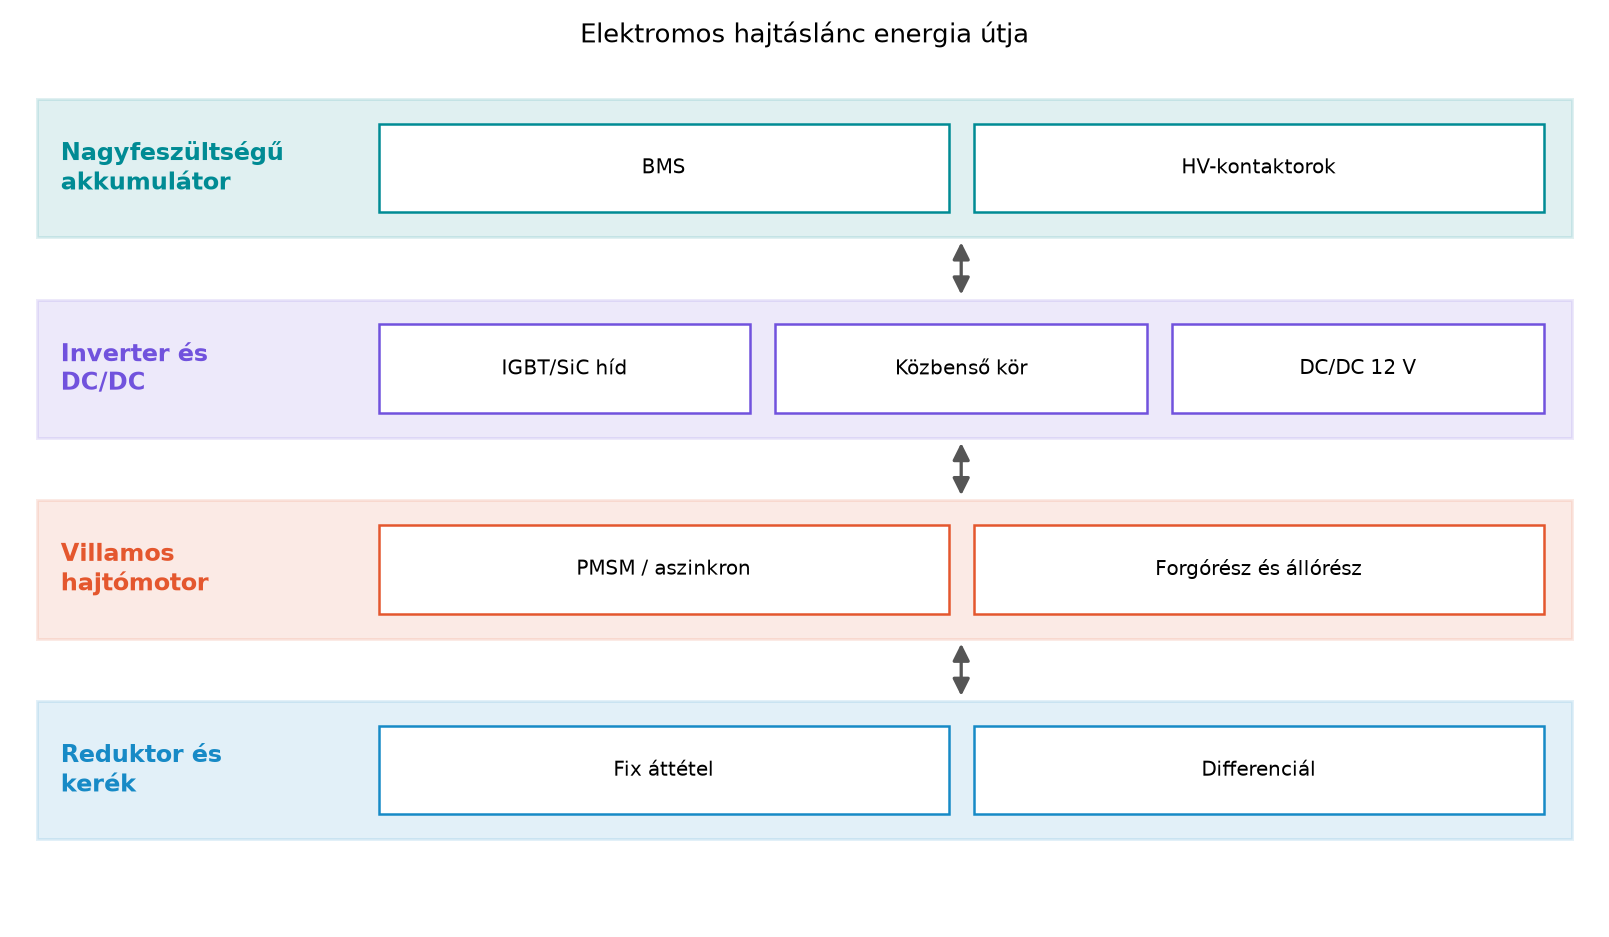 Elektromos hajtáslánc energia útja
Nagyfeszültségű
akkumulátor
BMS
HV-kontaktorok
Inverter és
DC/DC
IGBT/SiC híd
Közbenső kör
DC/DC 12 V
Villamos
hajtómotor
PMSM / aszinkron
Forgórész és állórész
Reduktor és
kerék
Fix áttétel
Differenciál